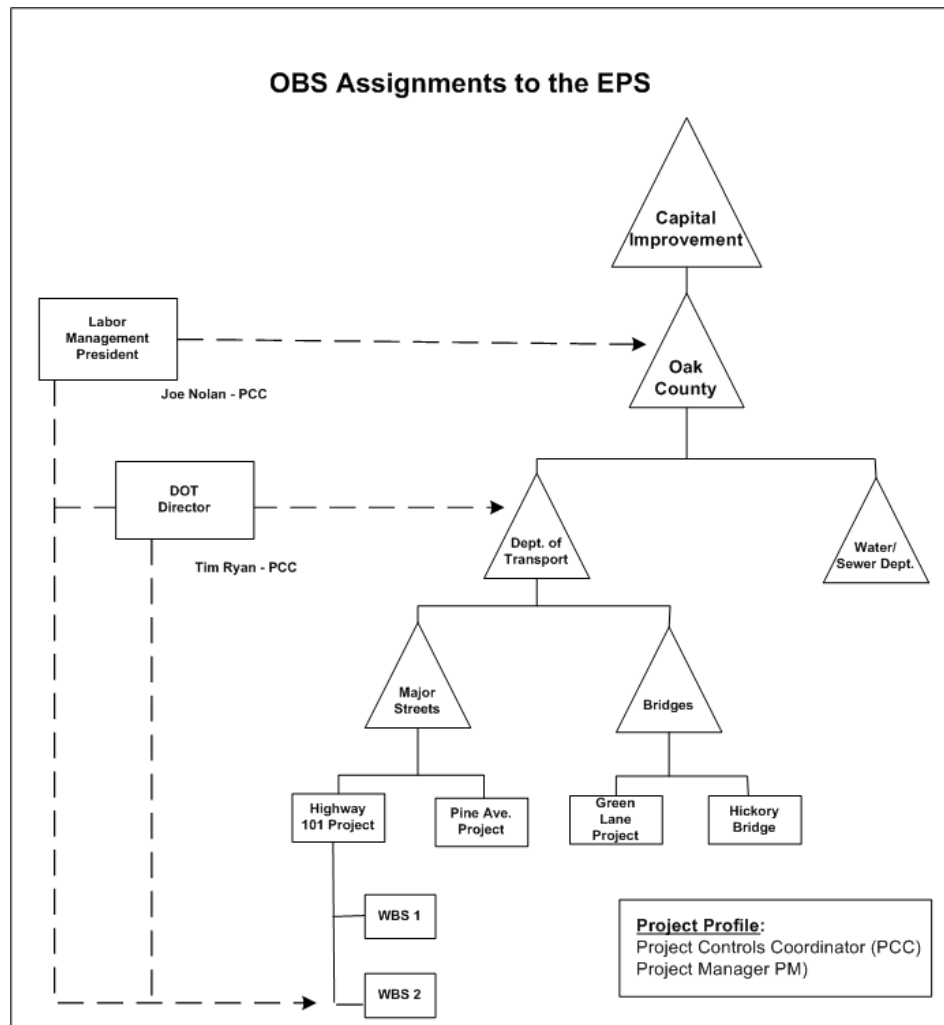 OBS Assignments to the EPS
Capital
Improvement
Labor
Management
President
Joe Nolan - PCC
Oak
County
DOT
Director
Tim Ryan - PCC
Dept. of
Transport
Water/
Sewer Dept.
Major
Streets
Bridges
Highway
101 Project
Pine Ave.
Project
Green
Lane
Project
Hickory
Bridge
WBS 1
WBS 2
Project Profile:
Project Controls Coordinator (PCC)
Project Manager PM)